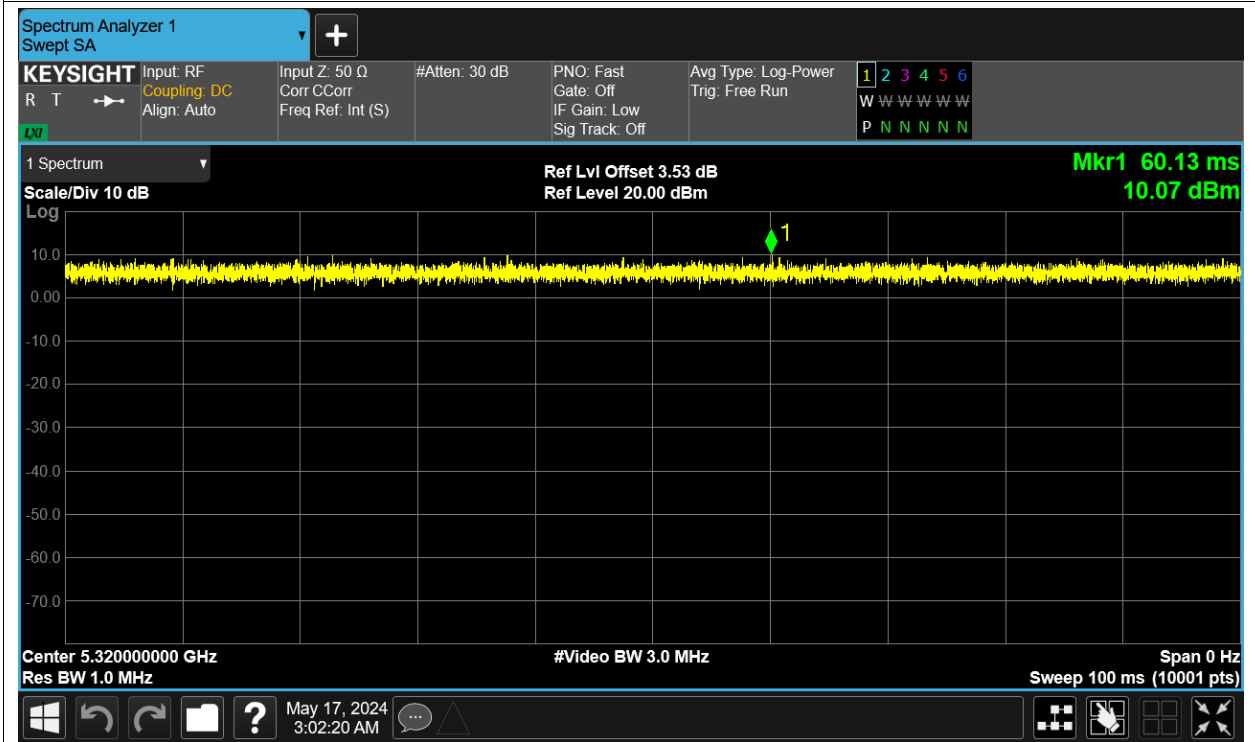 Spectrum Analyzer 1
Swept SA
▼
+
KEYSIGHT
R T
LXI
Input: RF
Coupling: DC
Align: Auto
Input Z: 50 Ω
Corr CCorr
Freq Ref: Int (S)
#Atten: 30 dB
PNO: Fast
Gate: Off
IF Gain: Low
Sig Track: Off
Avg Type: Log-Power
Trig: Free Run
1 2 3 4 5 6
W W W W W W
P N N N N N
1 Spectrum ▼
Scale/Div 10 dB
Log
Ref Lvl Offset 3.53 dB
Ref Level 20.00 dBm
Mkr1 60.13 ms
10.07 dBm
1
10.0
0.00
-10.0
-20.0
-30.0
-40.0
-50.0
-60.0
-70.0
Center 5.320000000 GHz
Res BW 1.0 MHz
#Video BW 3.0 MHz
Span 0 Hz
Sweep 100 ms (10001 pts)
?
May 17, 2024
3:02:20 AM